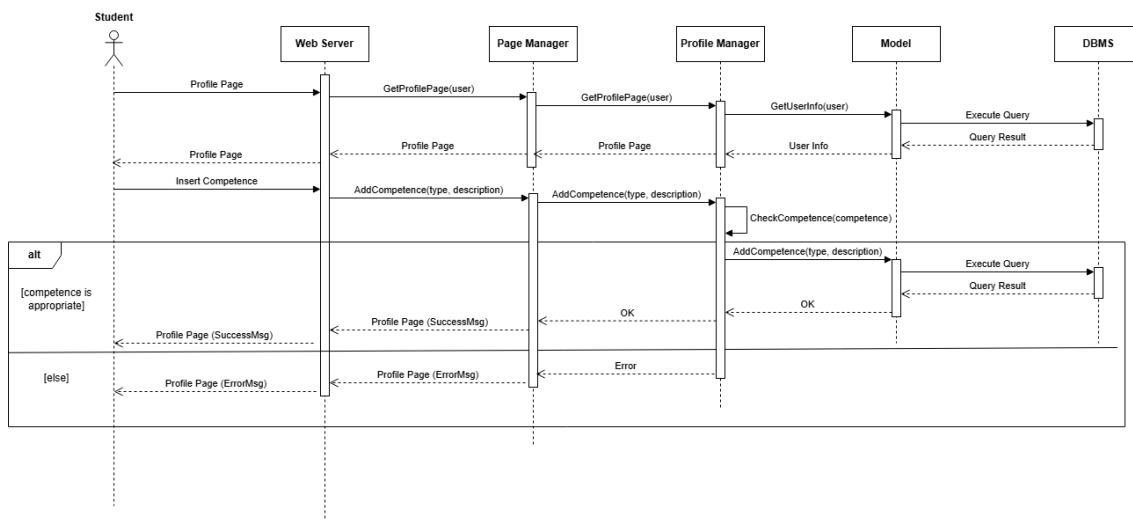 Student
Web Server
Page Manager
Profile Manager
Model
DBMS
Profile Page
GetProfilePage(user)
GetProfilePage(user)
GetUserInfo(user)
Execute Query
Query Result
User Info
Profile Page
Profile Page
Profile Page
Insert Competence
AddCompetence(type, description)
AddCompetence(type, description)
CheckCompetence(competence)
alt
[competence is
appropriate]
AddCompetence(type, description)
Execute Query
Query Result
OK
OK
Profile Page (SuccessMsg)
Profile Page (SuccessMsg)
[else]
Error
Profile Page (ErrorMsg)
Profile Page (ErrorMsg)